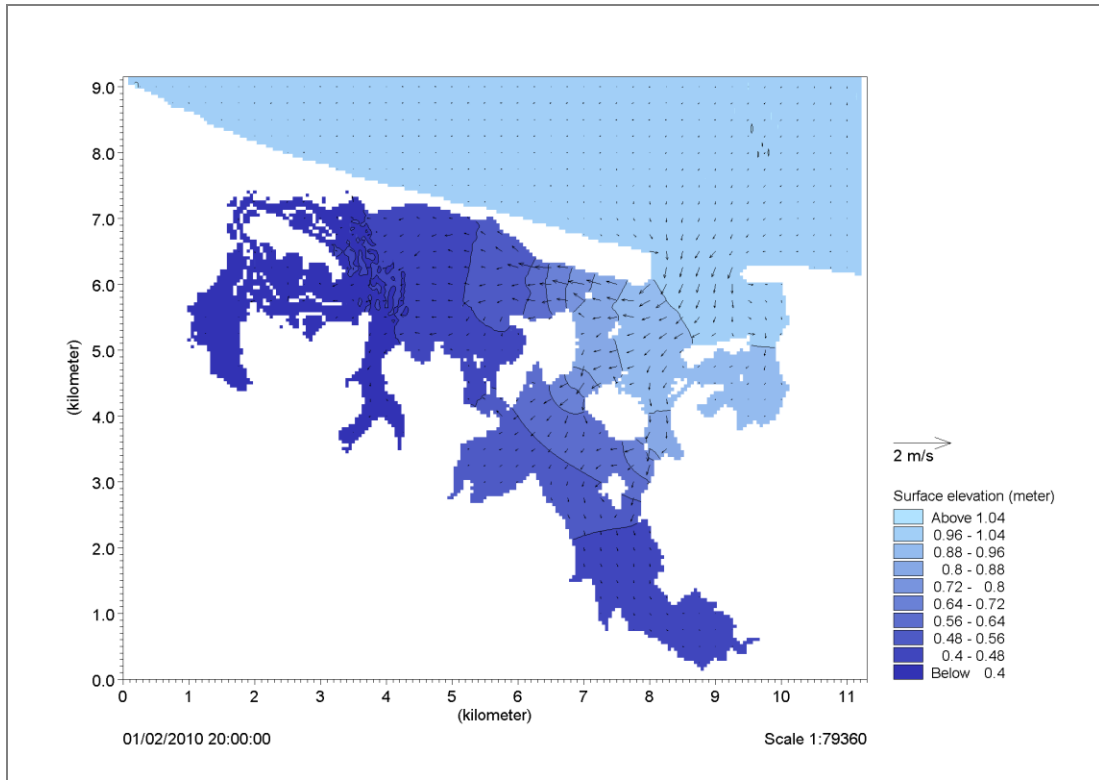 9.0
8.0
7.0
6.0
5.0
4.0
3.0
2.0
1.0
0.0
(kilometer)
0 1 2 3 4 5 6 7 8 9 10 11
(kilometer)
01/02/2010 20:00:00
Scale 1:79360
2 m/s
Surface elevation (meter)
Above 1.04
0.96 - 1.04
0.88 - 0.96
0.8 - 0.88
0.72 - 0.8
0.64 - 0.72
0.56 - 0.64
0.48 - 0.56
0.4 - 0.48
Below 0.4